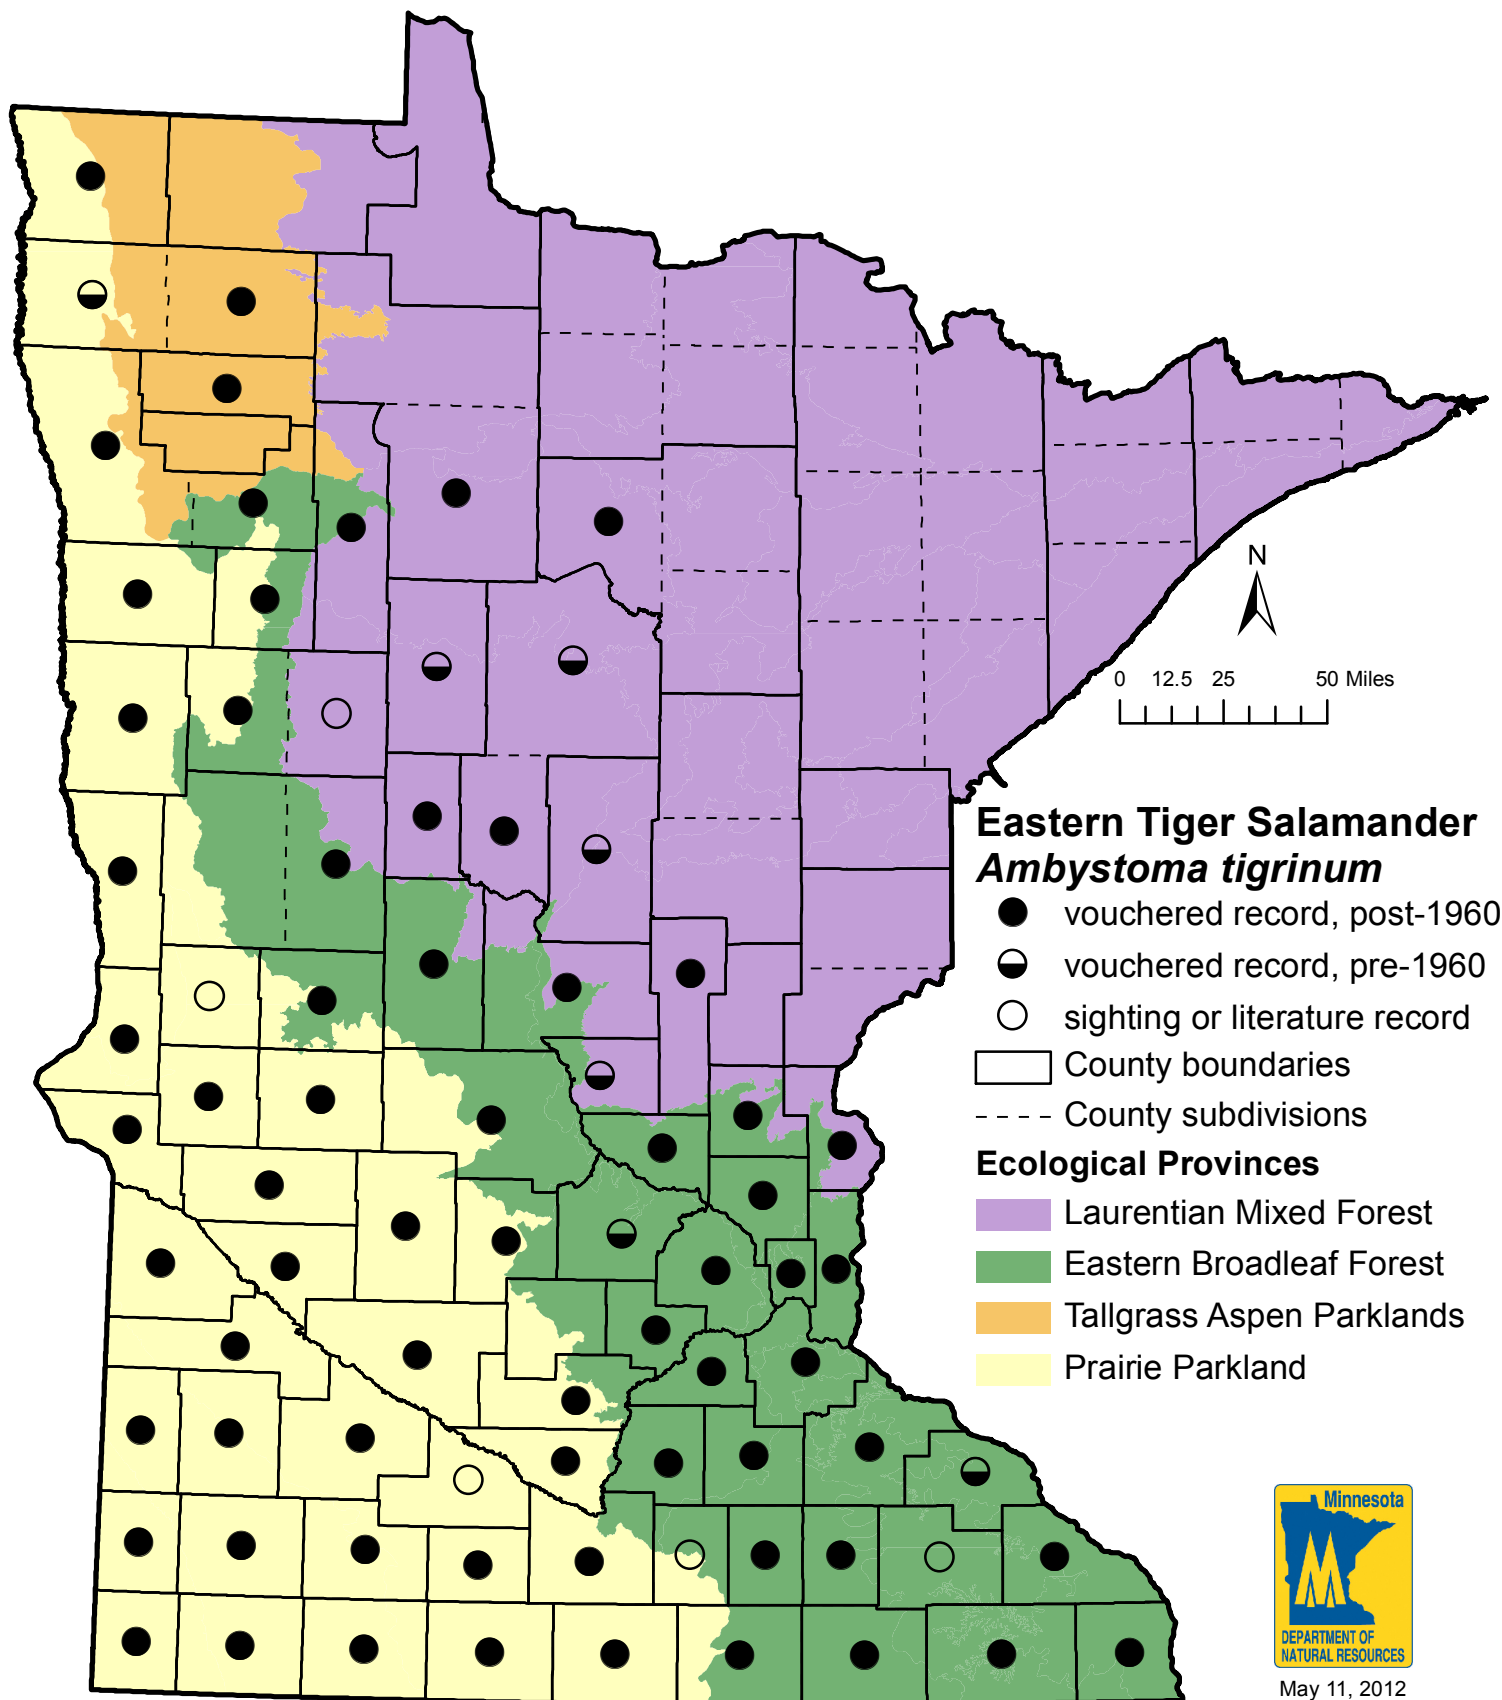 N
0 12.5 25 50 Miles
Eastern Tiger Salamander
Ambystoma tigrinum
vouchered record, post-1960
vouchered record, pre-1960
sighting or literature record
County boundaries
County subdivisions
Ecological Provinces
Laurentian Mixed Forest
Eastern Broadleaf Forest
Tallgrass Aspen Parklands
Prairie Parkland
Minnesota
DEPARTMENT OF
NATURAL RESOURCES
May 11, 2012